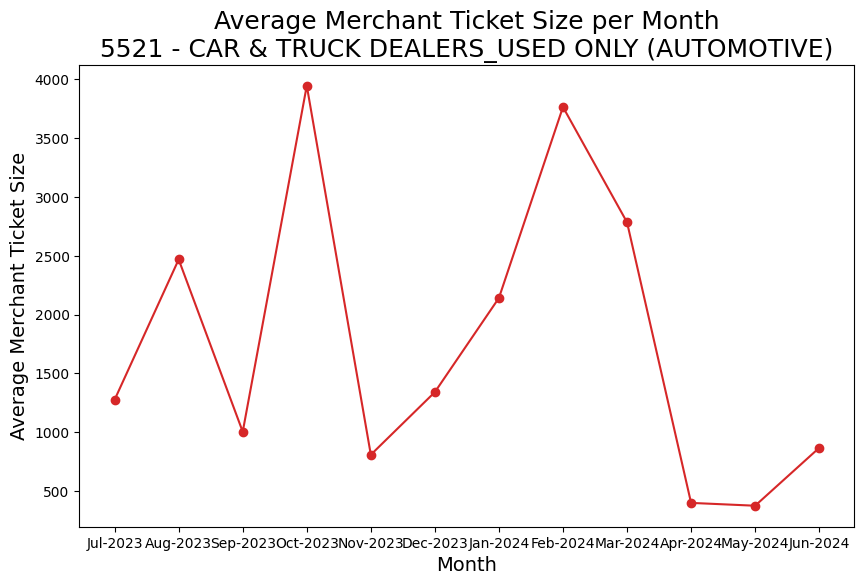 Average Merchant Ticket Size per Month
5521 - CAR & TRUCK DEALERS_USED ONLY (AUTOMOTIVE)
Average Merchant Ticket Size
4000
3500
3000
2500
2000
1500
1000
500
Jul-2023 Aug-2023 Sep-2023 Oct-2023 Nov-2023 Dec-2023 Jan-2024 Feb-2024 Mar-2024 Apr-2024 May-2024 Jun-2024
Month